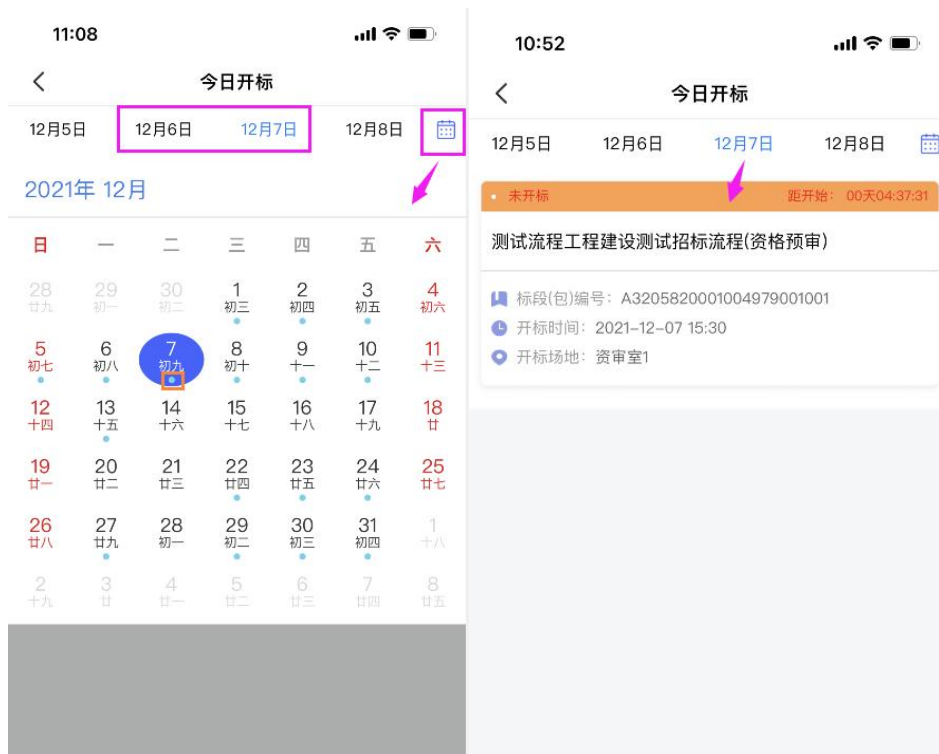 11:08
今日开标
12月5日 12月6日 12月7日 12月8日
2021年 12月
日 一 二 三 四 五 六
28 29 30 1 2 3 4
廿九 初一 初二 初三 初四 初五 初六
5 6 7 8 9 10 11
初七 初八 初九 初十 十一 十二 十三
12 13 14 15 16 17 18
十四 十五 十六 十七 十八 十九 廿
19 20 21 22 23 24 25
廿一 廿二 廿三 廿四 廿五 廿六 廿七
26 27 28 29 30 31 1
廿八 廿九 初一 初二 初三 初四 十八
2 3 4 5 6 7 8
十九 廿 廿一 廿二 廿三 廿四 廿五
10:52
今日开标
12月5日 12月6日 12月7日 12月8日
未开标 距开始: 00天04:37:31
测试流程工程建设测试招标流程(资格预审)
标段(包)编号: A3205820001004979001001
开标时间: 2021-12-07 15:30
开标场地: 资审室1